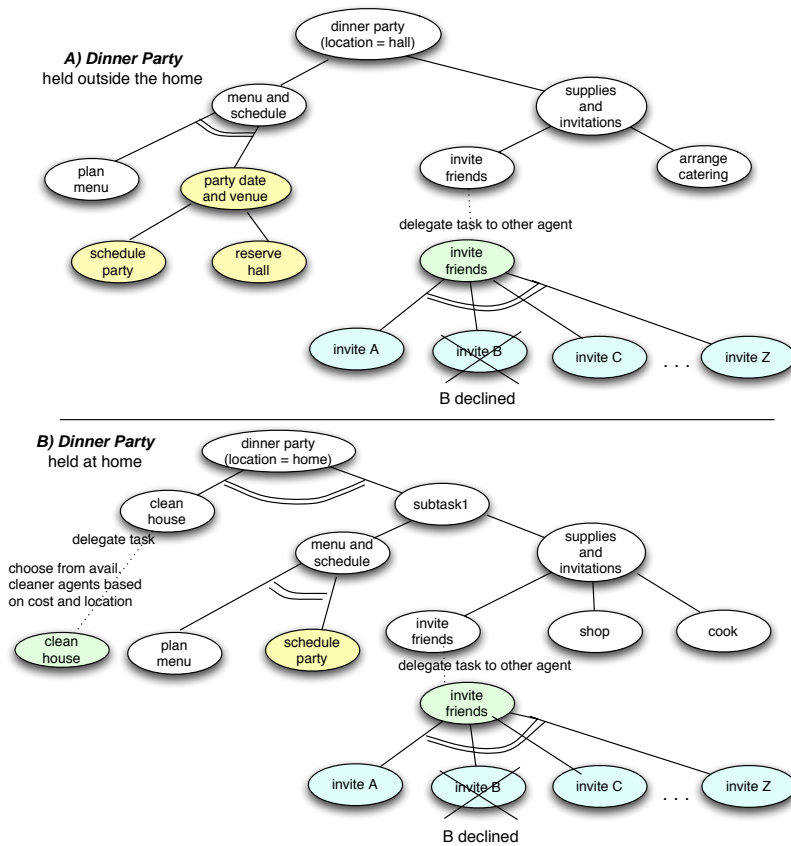 dinner party
(location = hall)
A) Dinner Party
held outside the home
menu and
schedule
supplies
and
invitations
plan
menu
party date
and venue
invite
friends
arrange
catering
delegate task to other agent
schedule
party
reserve
hall
invite
friends
invite A
invite B
invite C
. . .
invite Z
B declined
B) Dinner Party
held at home
dinner party
(location = home)
clean
house
subtask1
delegate task
menu and
schedule
supplies
and
invitations
choose from avail.
cleaner agents based
on cost and location
clean
house
plan
menu
schedule
party
invite
friends
shop
cook
delegate task to other agent
invite
friends
invite A
invite B
invite C
. . .
invite Z
B declined